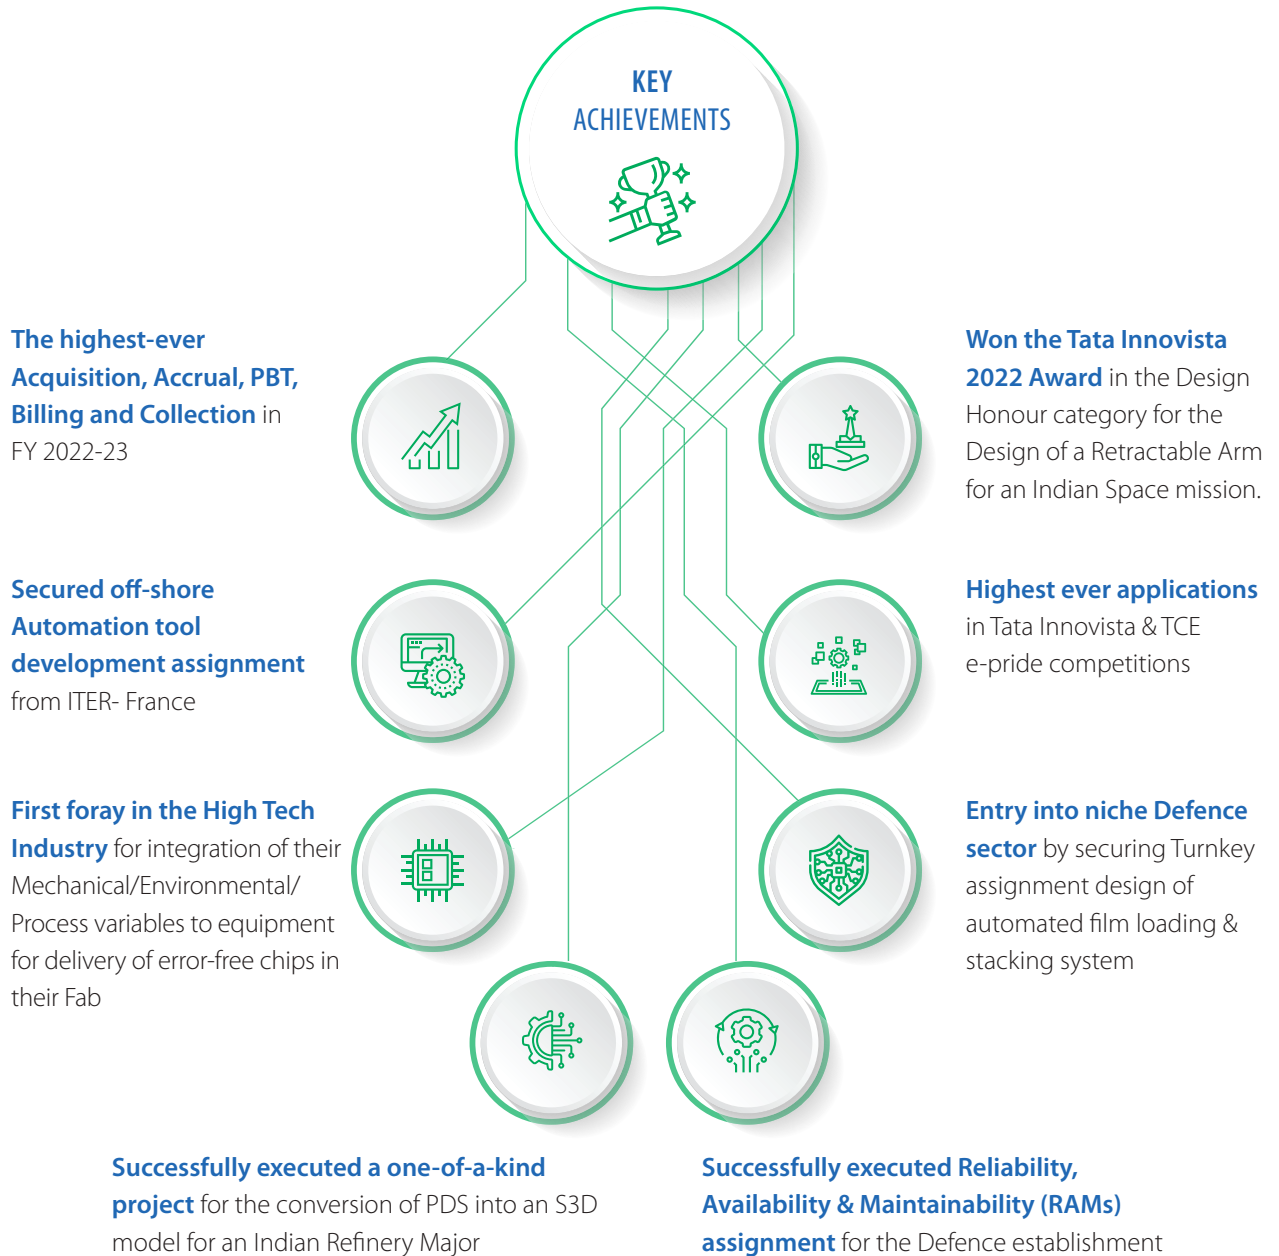 KEY
ACHIEVEMENTS
The highest-ever
Acquisition, Accrual, PBT,
Billing and Collection in
FY 2022-23
Won the Tata Innovista
2022 Award in the Design
Honour category for the
Design of a Retractable Arm
for an Indian Space mission.
Secured off-shore
Automation tool
development assignment
from ITER- France
Highest ever applications
in Tata Innovista & TCE
e-pride competitions
First foray in the High Tech
Industry for integration of their
Mechanical/Environmental/
Process variables to equipment
for delivery of error-free chips in
their Fab
Entry into niche Defence
sector by securing Turnkey
assignment design of
automated film loading &
stacking system
Successfully executed a one-of-a-kind
project for the conversion of PDS into an S3D
model for an Indian Refinery Major
Successfully executed Reliability,
Availability & Maintainability (RAMs)
assignment for the Defence establishment